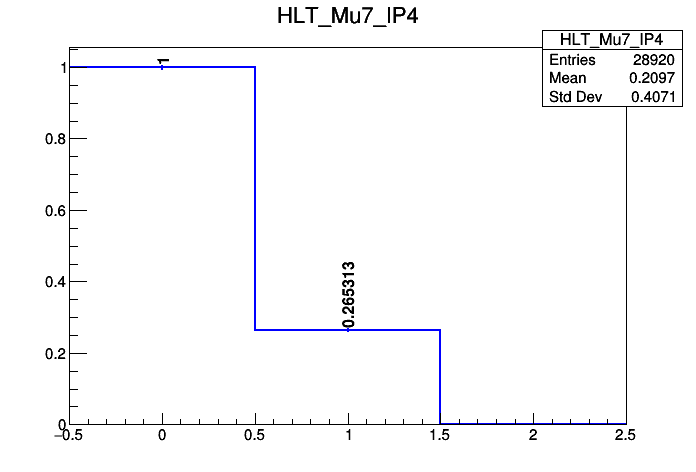 HLT_Mu7_IP4
HLT_Mu7_IP4
Entries 28920
Mean 0.2097
Std Dev 0.4071
1
0.8
0.6
0.4
0.2
0
1
0.265313
−0.5 0 0.5 1 1.5 2 2.5